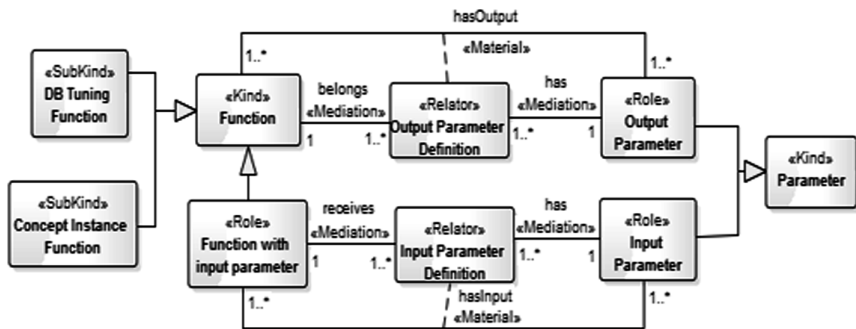 hasOutput
«Material»
1..*
1..*
«SubKind»
DB Tuning
Function
«Kind»
Function
belongs
«Mediation»
1
1..*
«Relator»
Output Parameter
Definition
has
«Mediation»
1..*
1
«Role»
Output
Parameter
«Kind»
Parameter
«SubKind»
Concept Instance
Function
«Role»
Function with
input parameter
receives
«Mediation»
1
1..*
«Relator»
Input Parameter
Definition
has
«Mediation»
1..*
1
«Role»
Input
Parameter
1..*
hasInput
«Material»
1..*